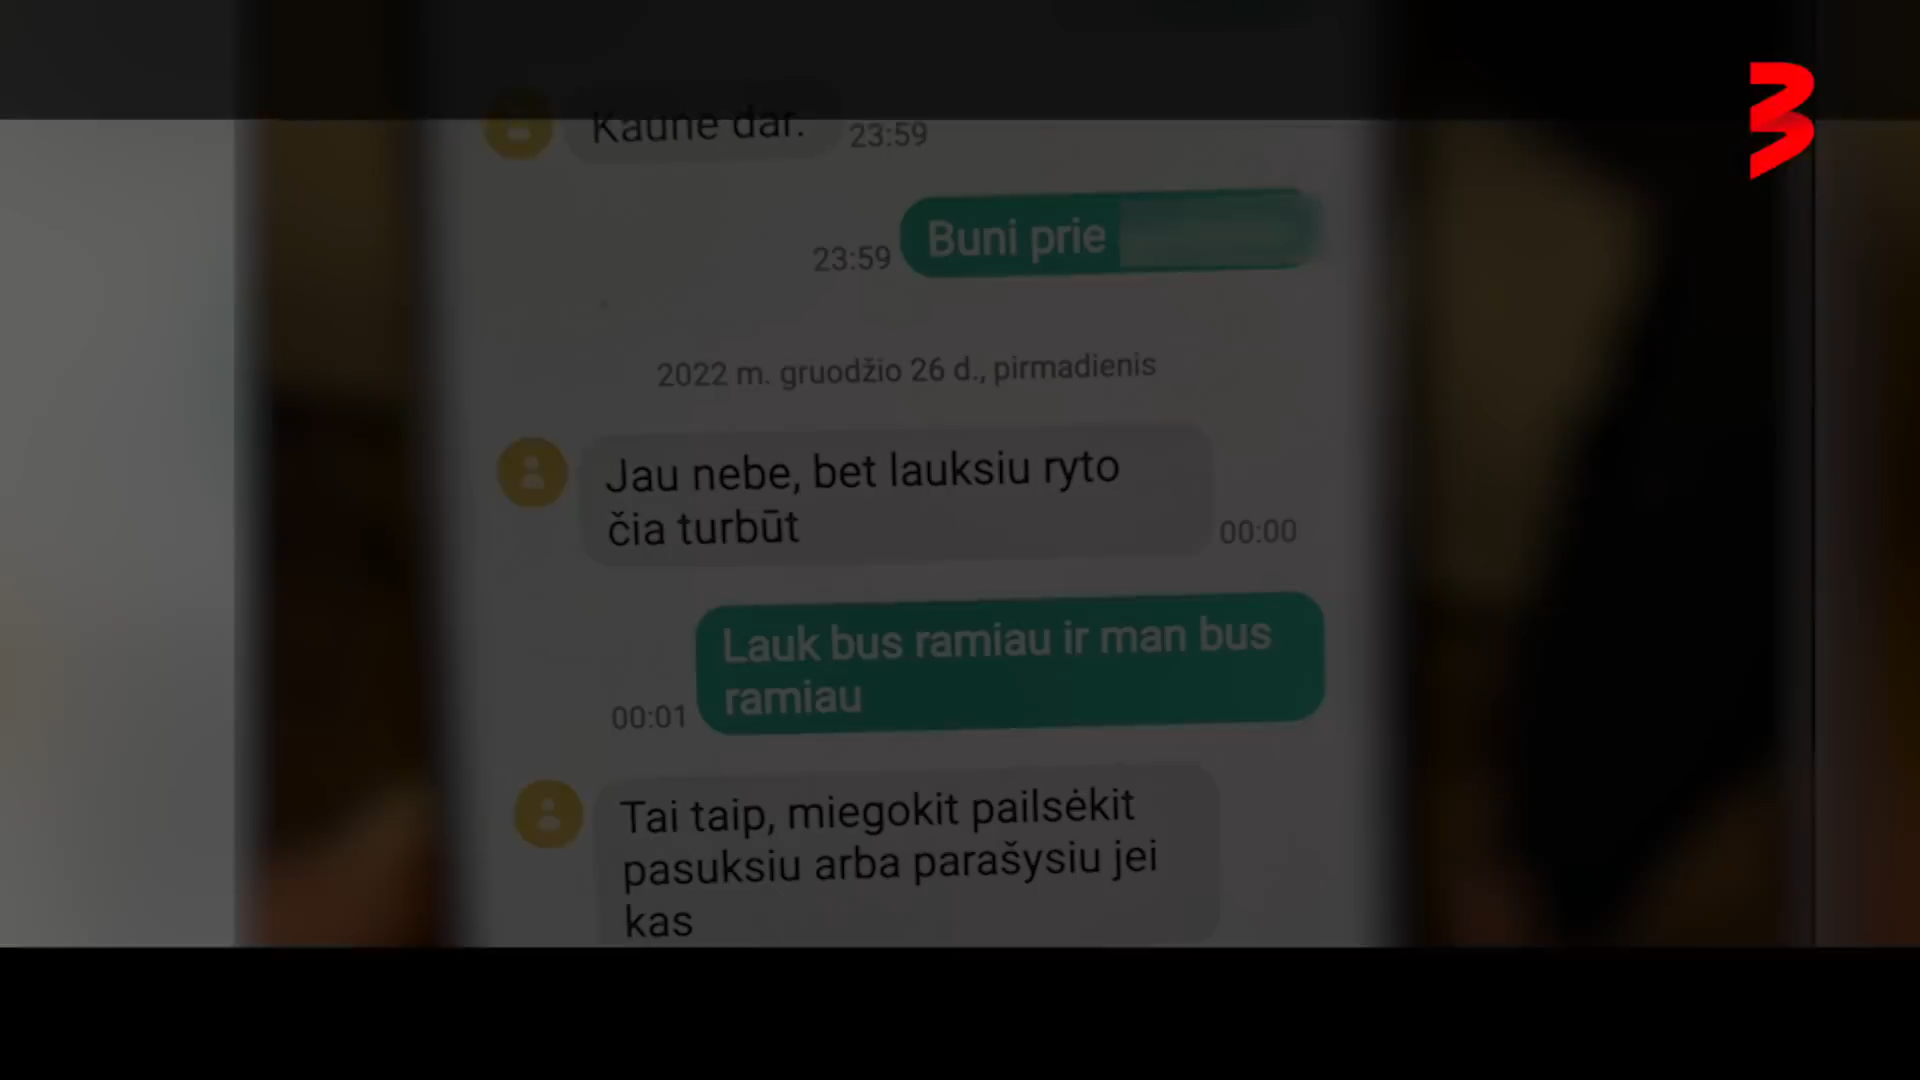 Kaune dar.
23:59
Buni prie
23:59
2022 m. gruodžio 26 d., pirmadienis
Jau nebe, bet lauksiu ryto
čia turbūt
00:00
Lauk bus ramiau ir man bus
ramiau
00:01
Tai taip, miegokit pailsėkit
pasuksiu arba parašysiu jei
kas